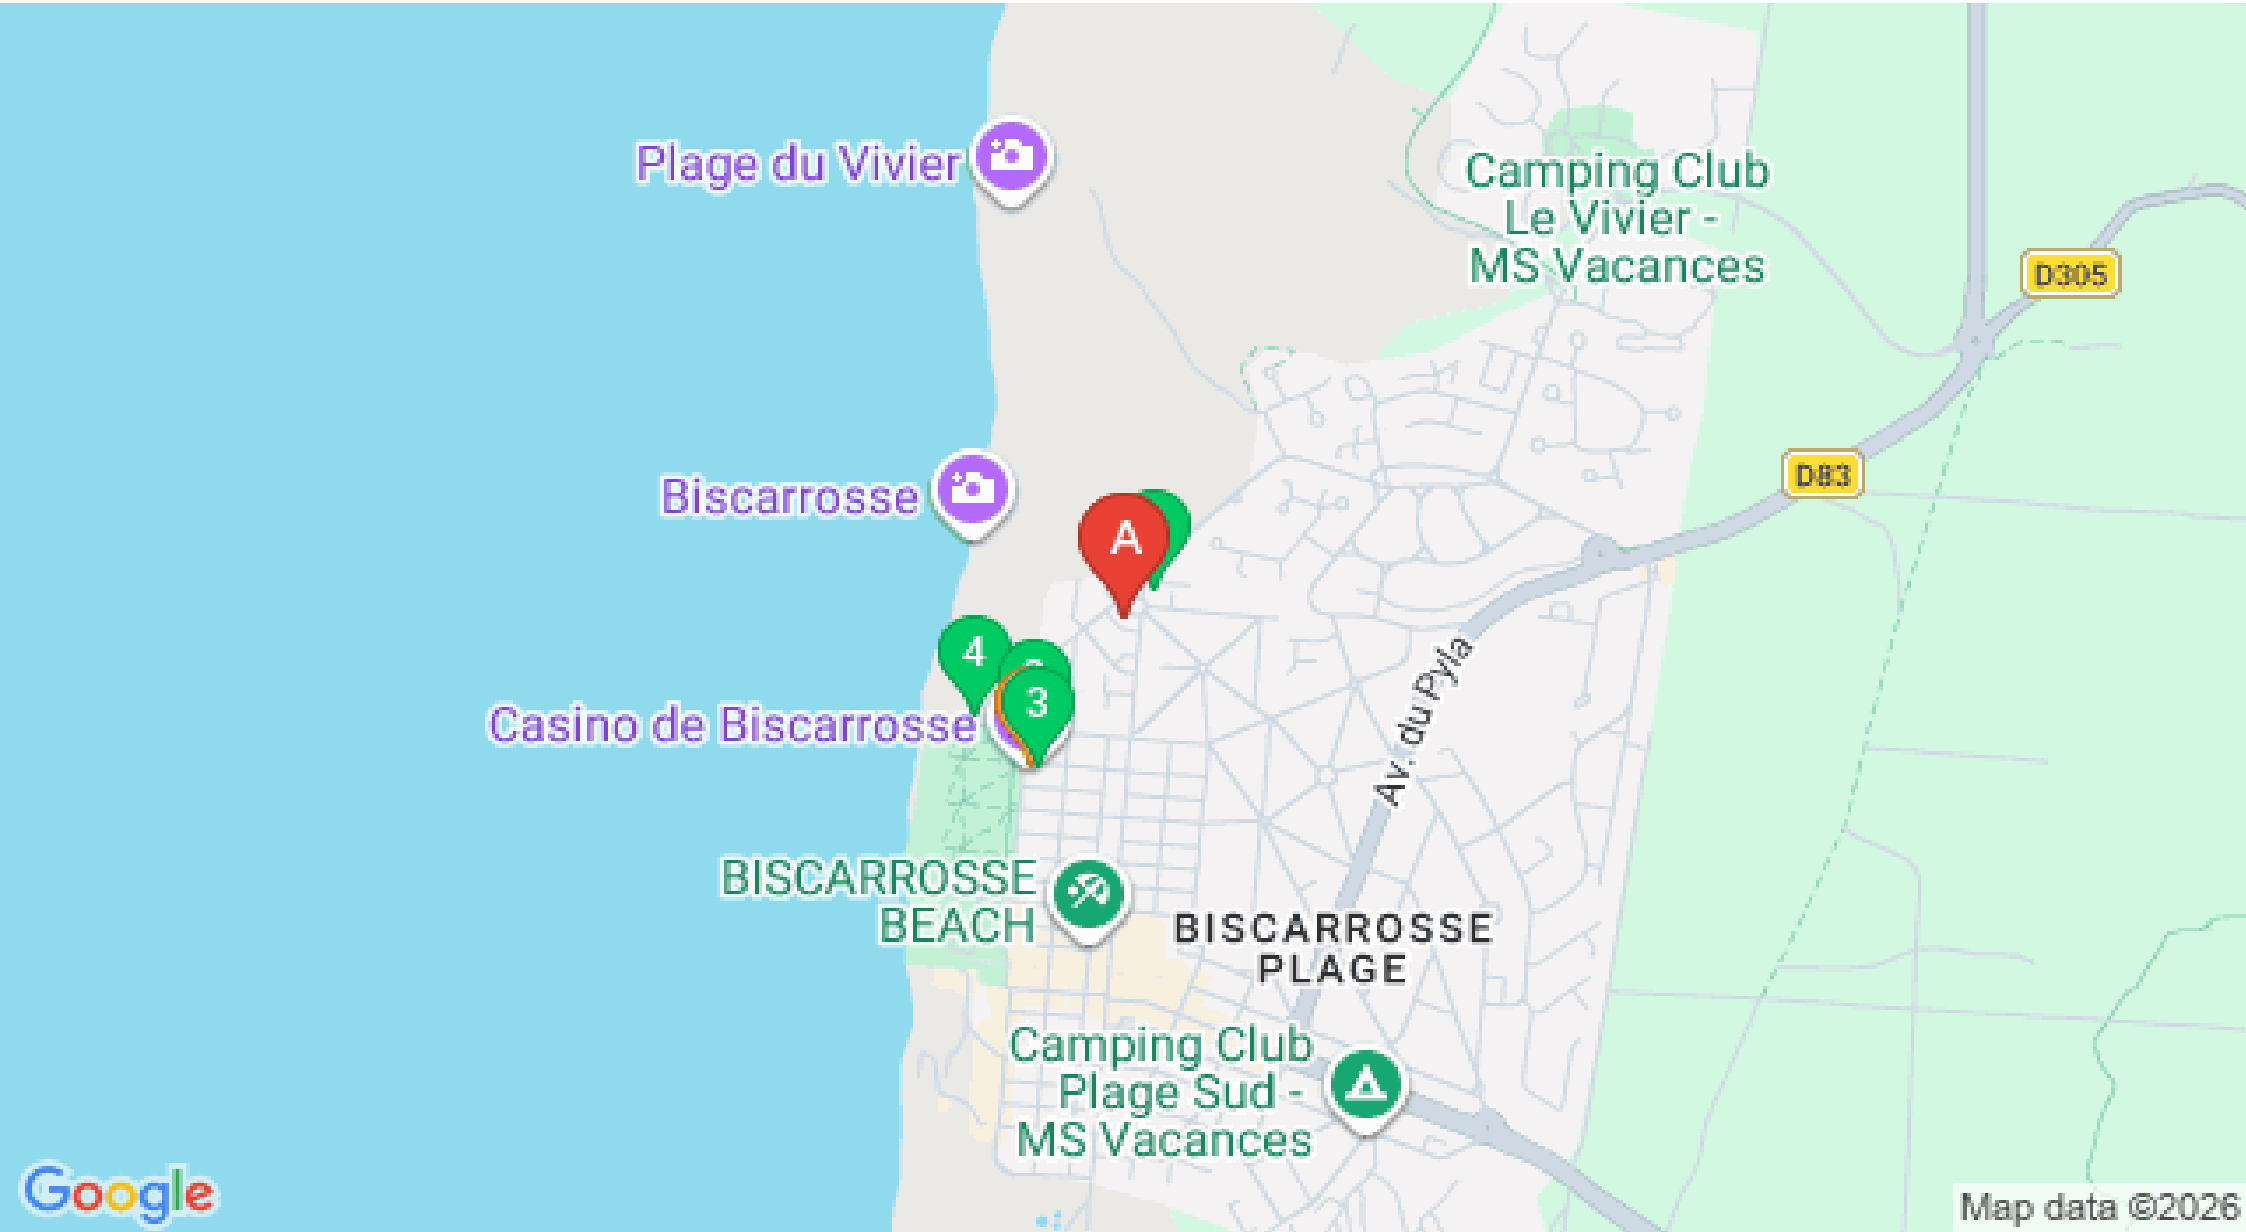 Plage du Vivier
Camping Club
Le Vivier -
MS Vacances
D305
D83
Biscarrosse
A
4
3
Casino de Biscarrosse
Av. du Pyla
BISCARROSSE
BEACH
BISCARROSSE
PLAGE
Camping Club
Plage Sud -
MS Vacances
Google
Map data ©2026